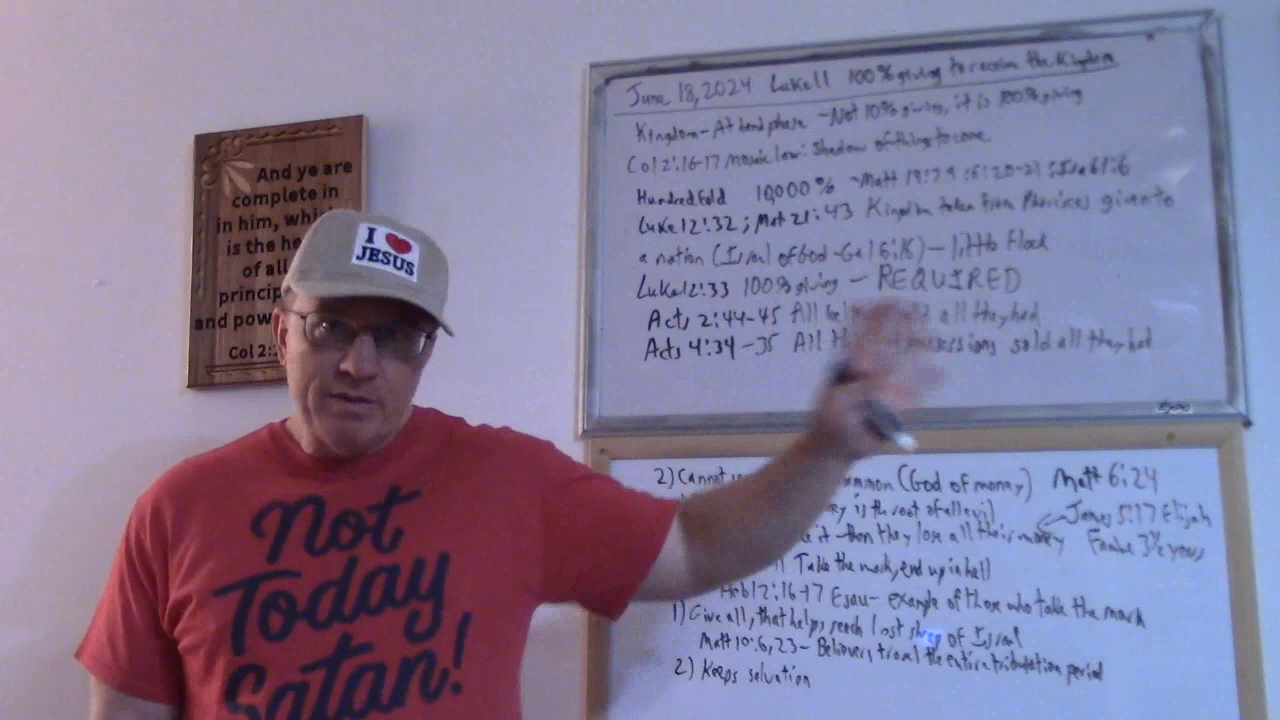 And ye are
complete in
in him,
is the
of all
and pow
Col 2:
I ♥
JESUS
Not
Today
Satan!
June 18, 2024 Luke 11 100% giving to receive the Kingdom
Kingdom - At hand phase - Not 10% giving, it is 100% giving
Col 2:16-17 Mosaic law: Shadow of things to come
Hundred Fold 10,000% - Matt 19:29
Luke 12:32; Mat 21:43 Kingdom taken from Pharisees given to
a nation (Israel of God - Gal 6:16) - little flock
Luke 12:33 100% giving - REQUIRED
Acts 2:44-45 All all they had
Acts 4:34-35 All possessions sold all they had
2) Cannot (God of money) Matt 6:24
is the root of all evil James 5:17 Elijah
it - then they lose all their money 3½ years
Take the mark, end up in hell
Heb 12:16-17 Esau - example of those who take the mark
1) Give all, that helps reach lost sheep of Israel
Matt 10:6, 23 - Believers travel the entire tribulation period
2) Keeps salvation